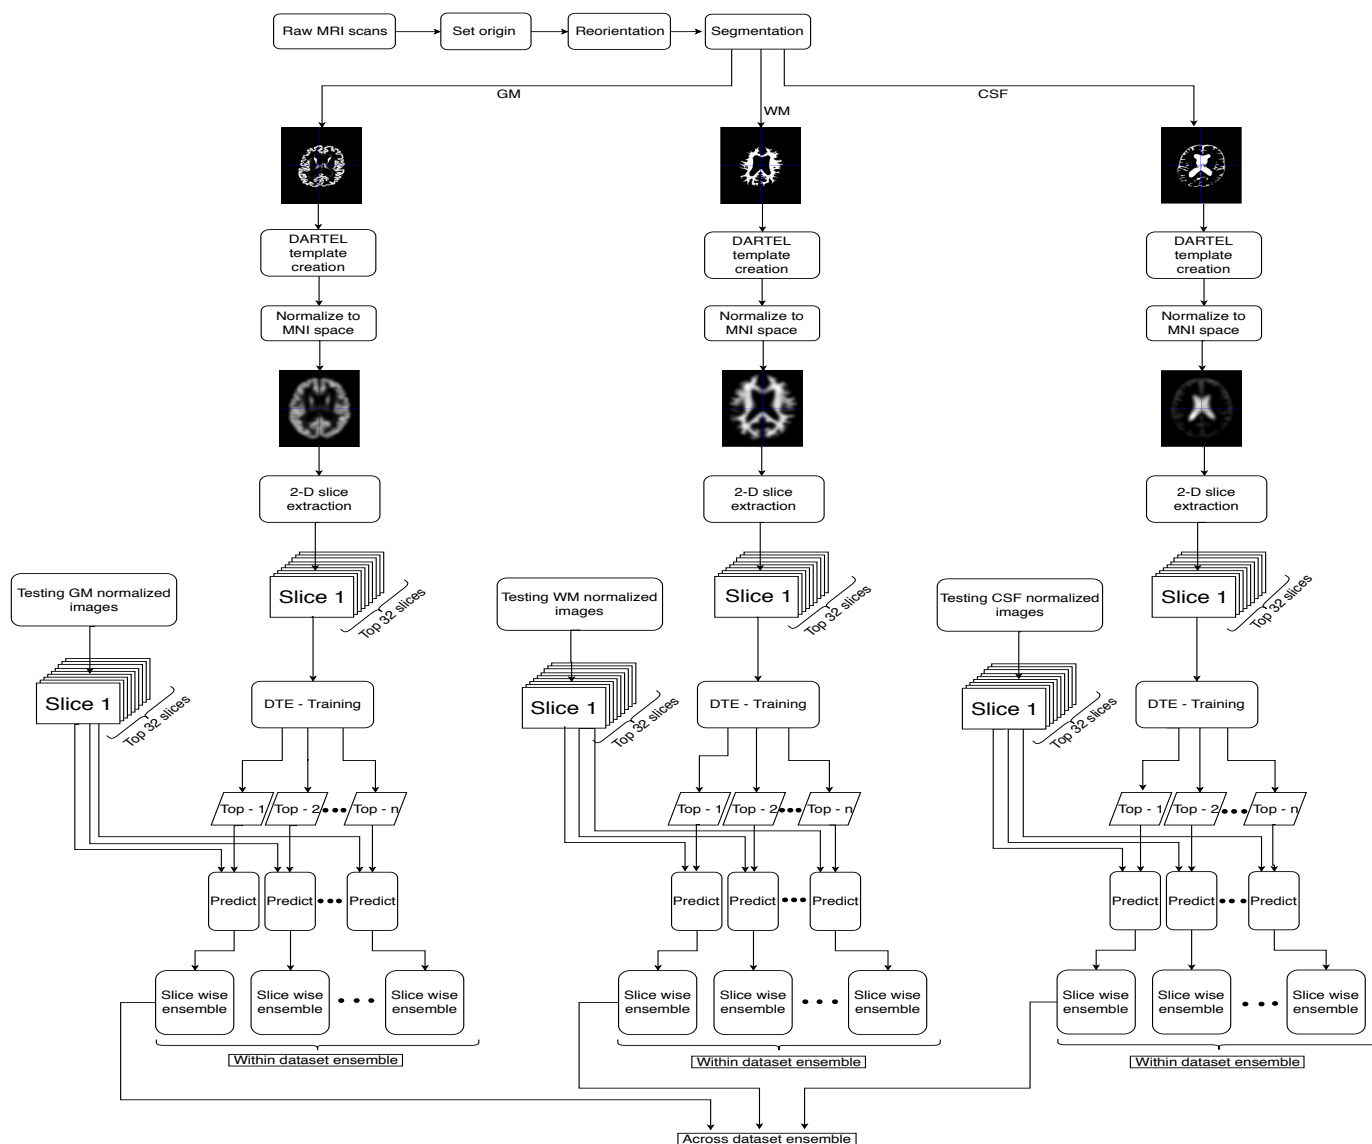 Raw MRI scans
Set origin
Reorientation
Segmentation
GM
WM
CSF
DARTEL
template
creation
DARTEL
template
creation
DARTEL
template
creation
Normalize to
MNI space
Normalize to
MNI space
Normalize to
MNI space
2-D slice
extraction
2-D slice
extraction
2-D slice
extraction
Testing GM normalized
images
Slice 1
Top 32 slices
Testing WM normalized
images
Slice 1
Top 32 slices
Testing CSF normalized
images
Slice 1
Top 32 slices
Slice 1
Top 32 slices
DTE - Training
Slice 1
Top 32 slices
DTE - Training
Slice 1
Top 32 slices
DTE - Training
Top - 1
Top - 2
Top - n
Top - 1
Top - 2
Top - n
Top - 1
Top - 2
Top - n
Predict
Predict
Predict
Predict
Predict
Predict
Predict
Predict
Predict
Slice wise
ensemble
Slice wise
ensemble
Slice wise
ensemble
Slice wise
ensemble
Slice wise
ensemble
Slice wise
ensemble
Slice wise
ensemble
Slice wise
ensemble
Slice wise
ensemble
Within dataset ensemble
Within dataset ensemble
Within dataset ensemble
Across dataset ensemble